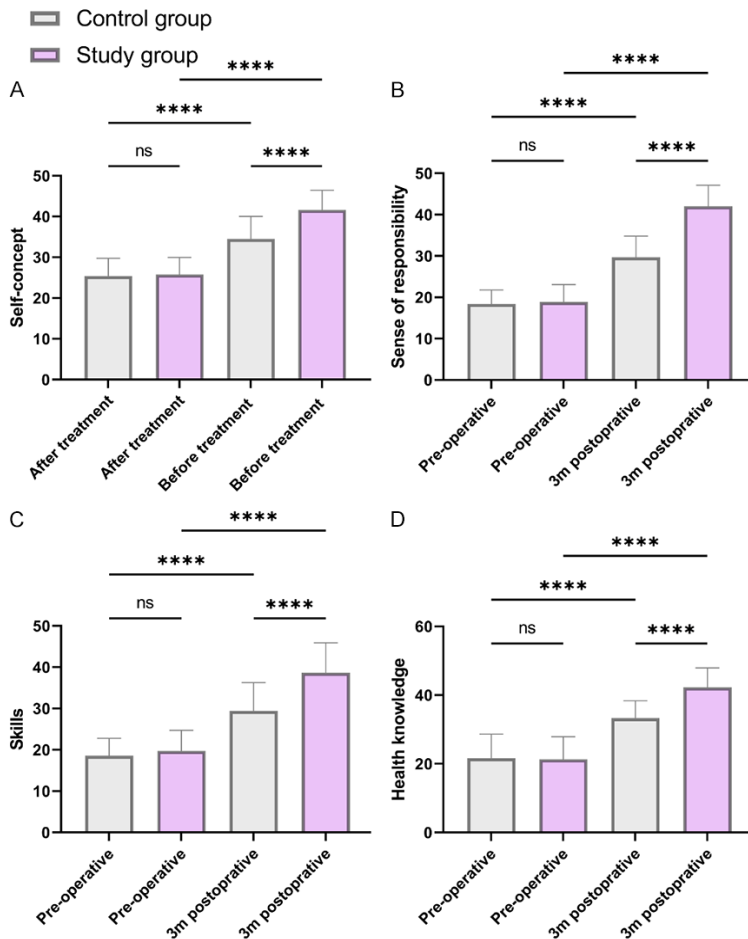 Control group
Study group
A
****
****
ns
****
Self-concept
50
40
30
20
10
0
After treatment
After treatment
Before treatment
Before treatment
B
****
****
ns
****
Sense of responsibility
50
40
30
20
10
0
Pre-operative
Pre-operative
3m postoprative
3m postoprative
C
****
****
ns
****
Skills
50
40
30
20
10
0
Pre-operative
Pre-operative
3m postoprative
3m postoprative
D
****
****
ns
****
Health knowledge
60
40
20
0
Pre-operative
Pre-operative
3m postoprative
3m postoprative